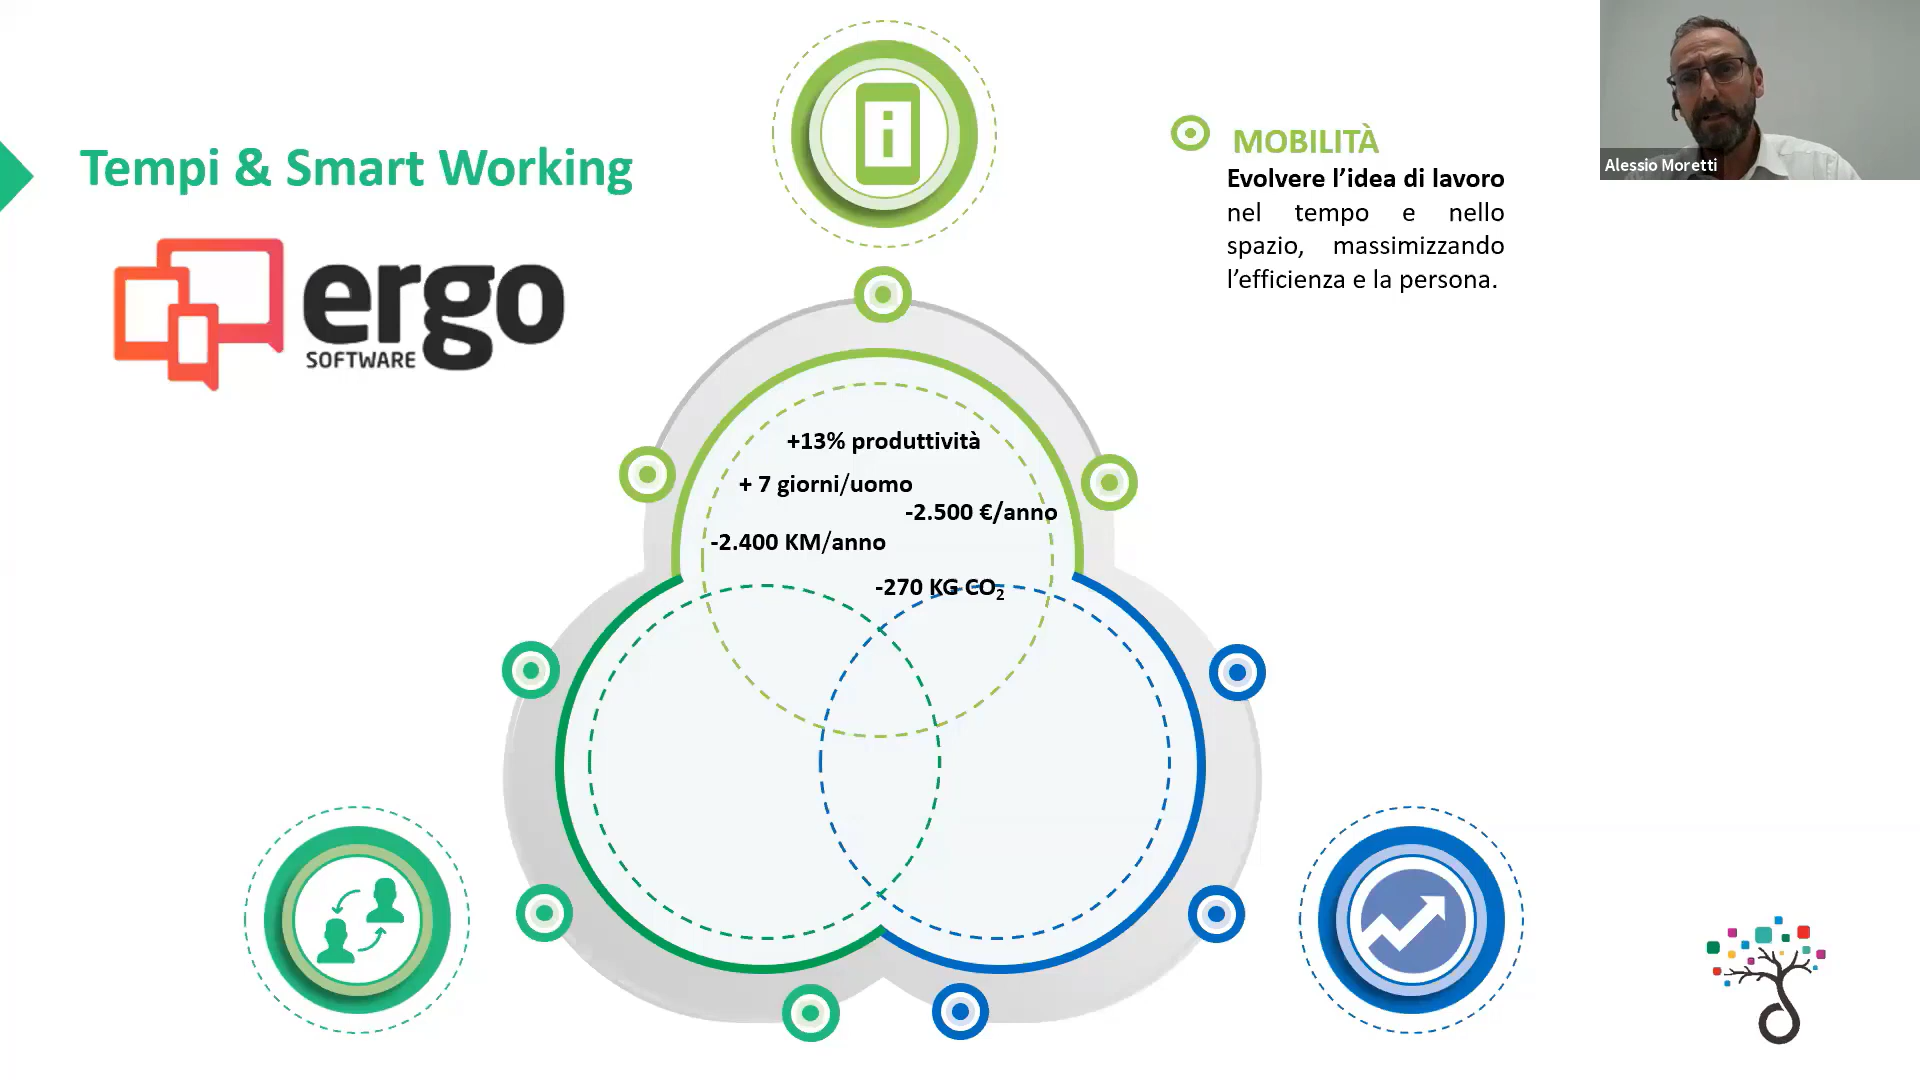 Tempi & Smart Working
ergo
SOFTWARE
MOBILITÀ
Evolvere l'idea di lavoro
nel tempo e nello
spazio, massimizzando
l'efficienza e la persona.
Alessio Moretti
+13% produttività
+ 7 giorni/uomo
-2.500 €/anno
-2.400 KM/anno
-270 KG CO₂